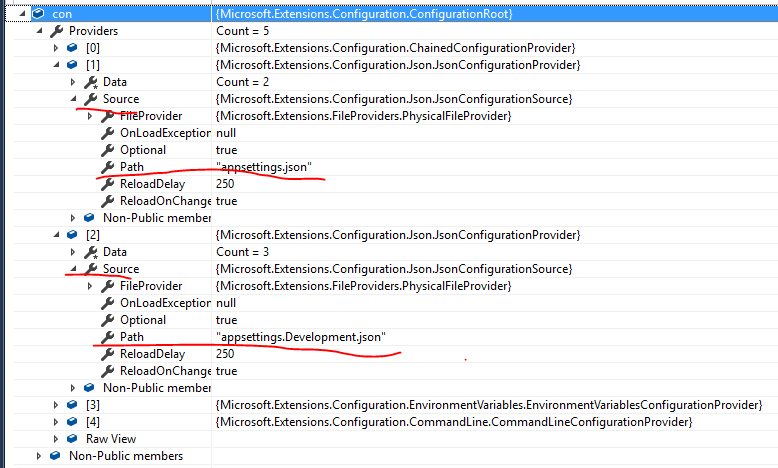 con {Microsoft.Extensions.Configuration.ConfigurationRoot}
Providers Count = 5
[0] {Microsoft.Extensions.Configuration.ChainedConfigurationProvider}
[1] {Microsoft.Extensions.Configuration.Json.JsonConfigurationProvider}
Data Count = 2
Source {Microsoft.Extensions.Configuration.Json.JsonConfigurationSource}
FileProvider {Microsoft.Extensions.FileProviders.PhysicalFileProvider}
OnLoadException null
Optional true
Path "appsettings.json"
ReloadDelay 250
ReloadOnChange true
Non-Public member
[2] {Microsoft.Extensions.Configuration.Json.JsonConfigurationProvider}
Data Count = 3
Source {Microsoft.Extensions.Configuration.Json.JsonConfigurationSource}
FileProvider {Microsoft.Extensions.FileProviders.PhysicalFileProvider}
OnLoadException null
Optional true
Path "appsettings.Development.json"
ReloadDelay 250
ReloadOnChange true
Non-Public member
[3] {Microsoft.Extensions.Configuration.EnvironmentVariables.EnvironmentVariablesConfigurationProvider}
[4] {Microsoft.Extensions.Configuration.CommandLine.CommandLineConfigurationProvider}
Raw View
Non-Public members